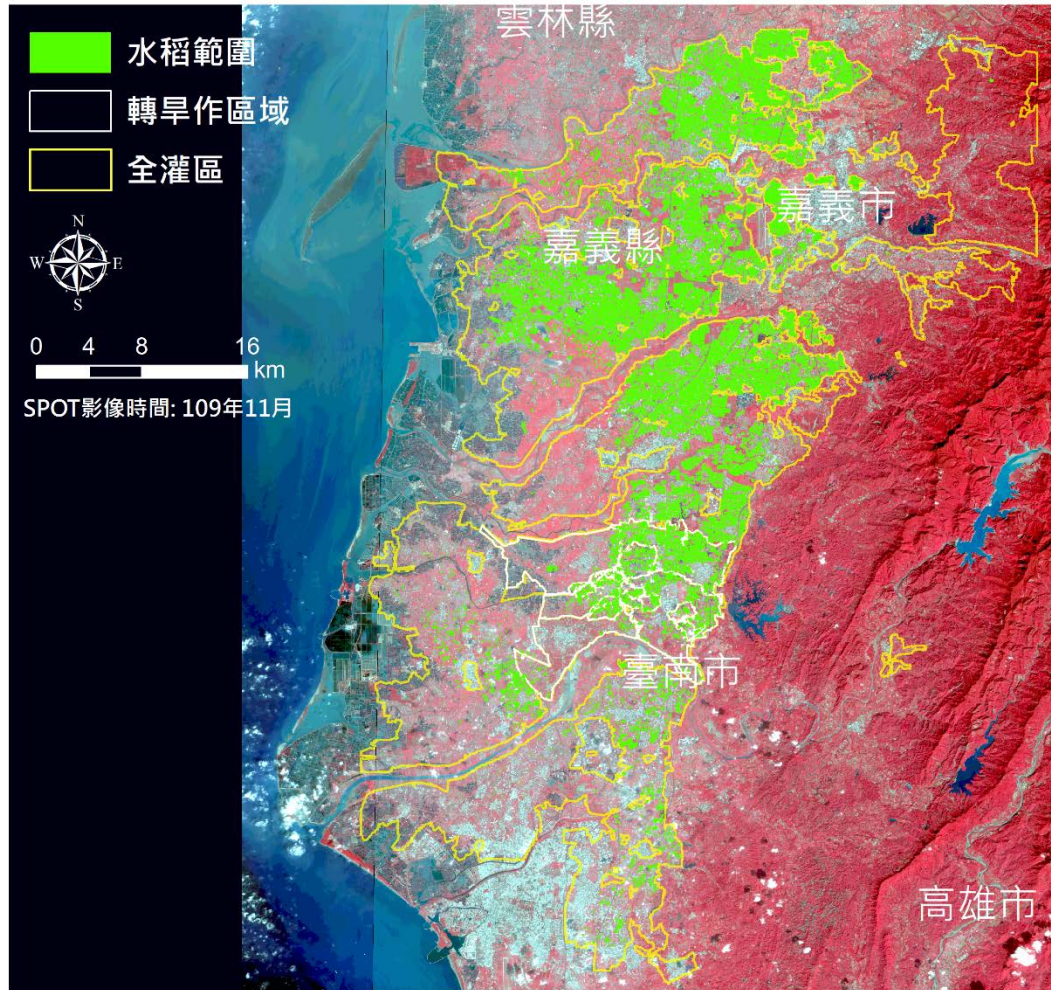 雲林縣
水稻範圍
轉旱作區域
全灌區
嘉義市
嘉義縣
N
W E
S
0 4 8 16
km
SPOT影像時間: 109年11月
臺南市
高雄市